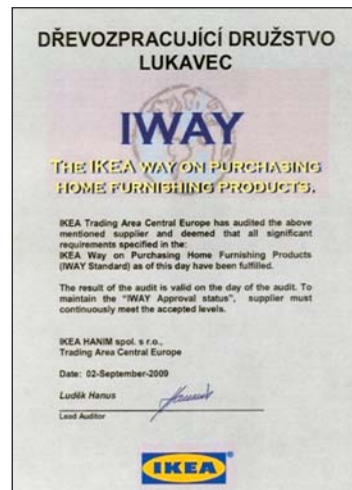 DŘEVOZPRACUJÍCÍ DRUŽSTVO
LUKAVEC
IWAY
THE IKEA WAY ON PURCHASING
HOME FURNISHING PRODUCTS.
IKEA Trading Area Central Europe has audited the above
mentioned supplier and deemed that all significant
requirements specified in the:
IKEA Way on Purchasing Home Furnishing Products
(IWAY Standard) as of this day have been fulfilled.
The result of the audit is valid on the day of the audit. To
maintain the "IWAY Approval status", supplier must
continuously meet the accepted levels.
IKEA HANIM spol. s r.o.,
Trading Area Central Europe
Date: 02-September-2009
Luděk Hanus
Lead Auditor
IKEA